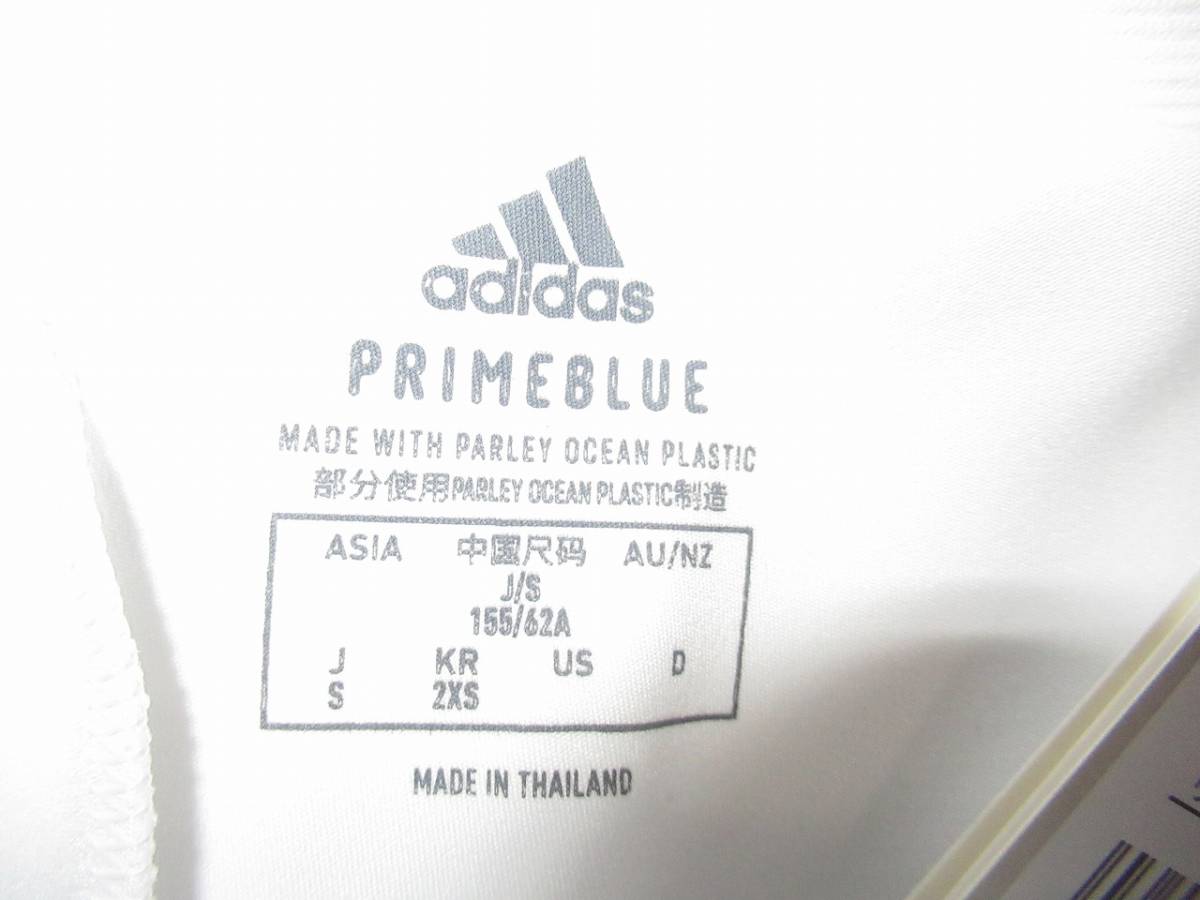 adidas
PRIMEBLUE
MADE WITH PARLEY OCEAN PLASTIC
部分使用PARLEY OCEAN PLASTIC制造
ASIA 中国尺码 AU/NZ
J/S
155/62A
J KR US D
S 2XS
MADE IN THAILAND